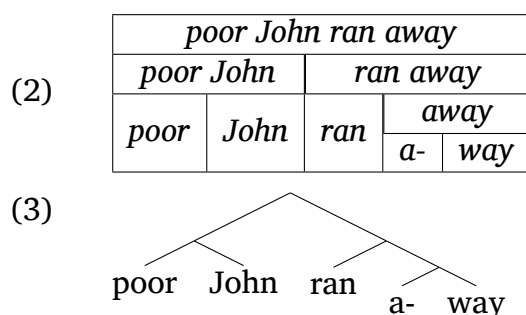 poor John ran away
(2) poor John ran away
poor John ran away
a- way
(3)
poor John ran a- way